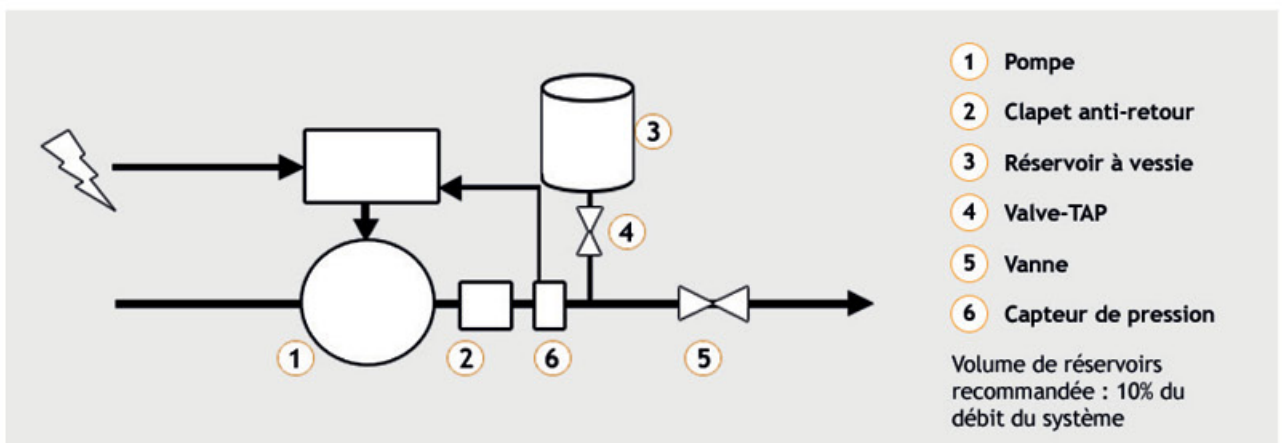 3
4
1
2
6
5
1 Pompe
2 Clapet anti-retour
3 Réservoir à vessie
4 Valve-TAP
5 Vanne
6 Capteur de pression
Volume de réservoirs
recommandée : 10% du
débit du système